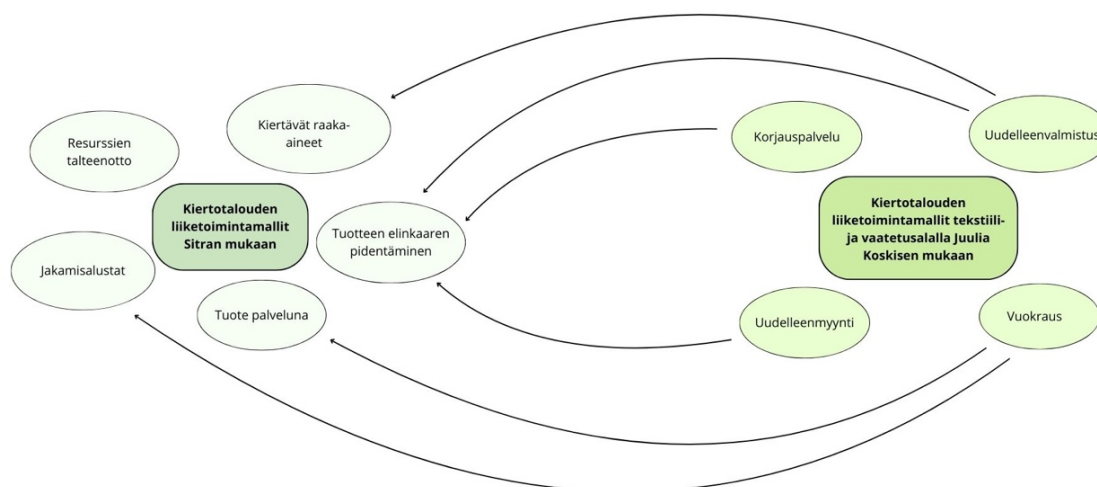 Kiertävät raaka-
aineet
Resurssien
talteenotto
Kiertotalouden
liiketoimintamallit
Sitran mukaan
Tuotteen elinkaaren
pidentäminen
Jakamisalustat
Tuote palveluna
Korjauspalvelu
Uudelleenvalmistus
Kiertotalouden
liiketoimintamallit tekstiili-
ja vaatetusalalla Juulia
Koskisen mukaan
Uudelleenmyynti
Vuokraus